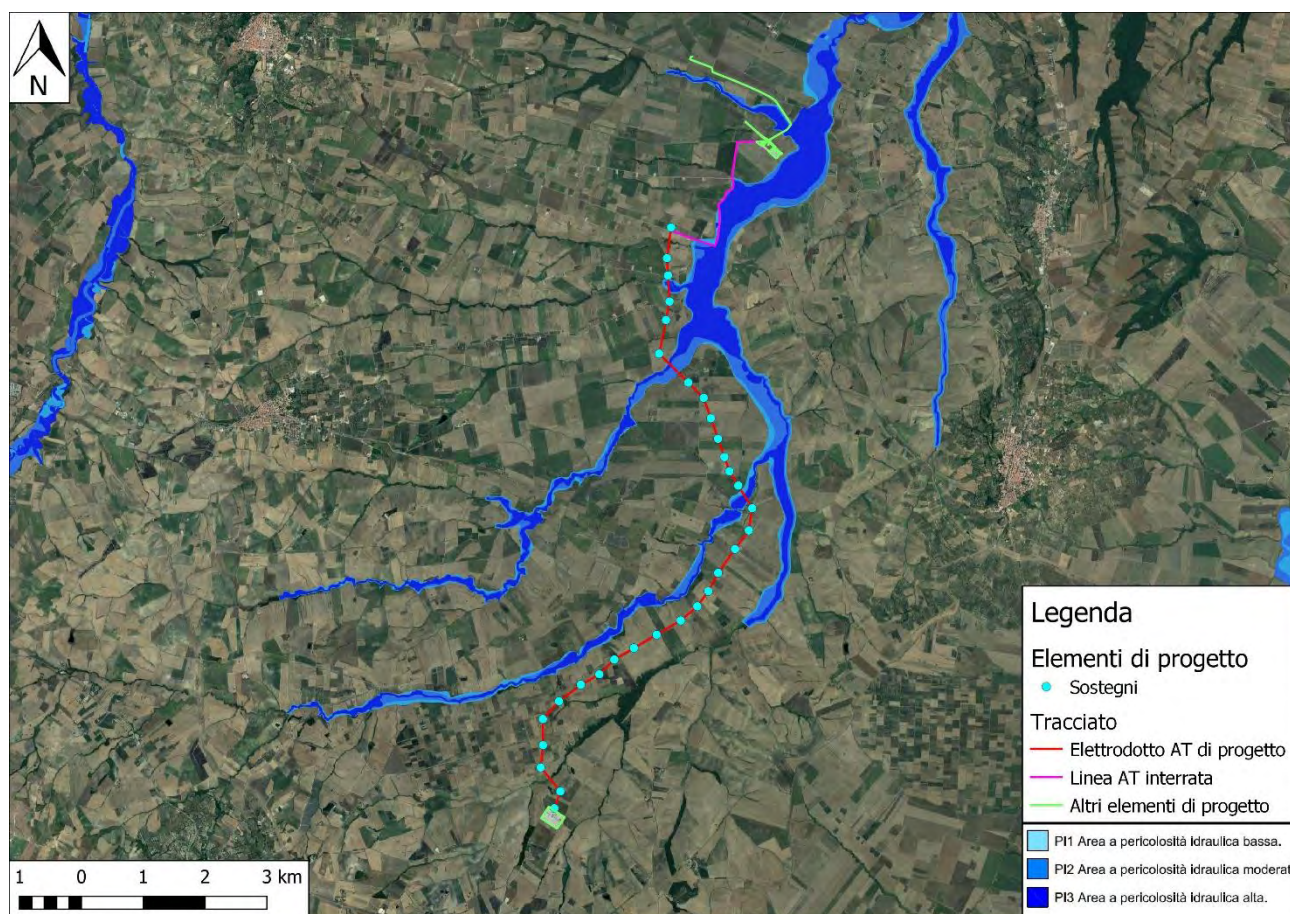 N
Legenda
Elementi di progetto
Sostegni
Tracciato
Elettrodotto AT di progetto
Linea AT interrata
Altri elementi di progetto
PI1 Area a pericolosità idraulica bassa.
PI2 Area a pericolosità idraulica moderat
PI3 Area a pericolosità idraulica alta.
1 0 1 2 3 km